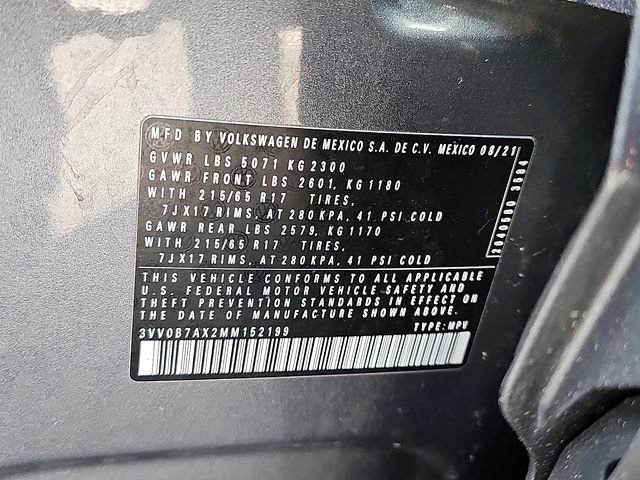 MFD BY VOLKSWAGEN DE MEXICO S.A. DE C.V. MEXICO 08/21
GVWR LBS 5071 KG 2300
GAWR FRONT LBS 2601, KG 1180
WITH 215/65 R17 TIRES,
7JX17 RIMS, AT 280 KPA, 41 PSI COLD
GAWR REAR LBS 2579, KG 1170
WITH 215/65 R17 TIRES,
7JX17 RIMS, AT 280 KPA, 41 PSI COLD
2040580 3684
THIS VEHICLE CONFORMS TO ALL APPLICABLE
U.S. FEDERAL MOTOR VEHICLE SAFETY AND
THEFT PREVENTION STANDARDS IN EFFECT ON
THE DATE OF MANUFACTURE SHOWN ABOVE.
3VV0B7AX2MM152199 TYPE: MPV